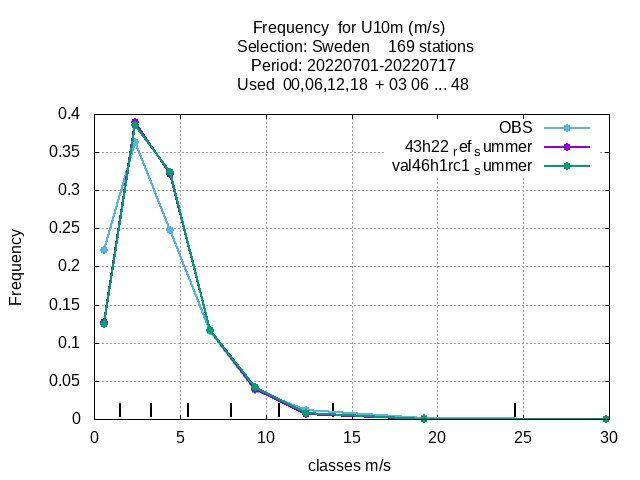 Frequency for U10m (m/s)
Selection: Sweden 169 stations
Period: 20220701-20220717
Used 00,06,12,18 + 03 06 ... 48
OBS
43h22 ref summer
val46h1rc1 summer
0.4
0.35
0.3
0.25
0.2
0.15
0.1
0.05
0
Frequency
0 5 10 15 20 25 30
classes m/s